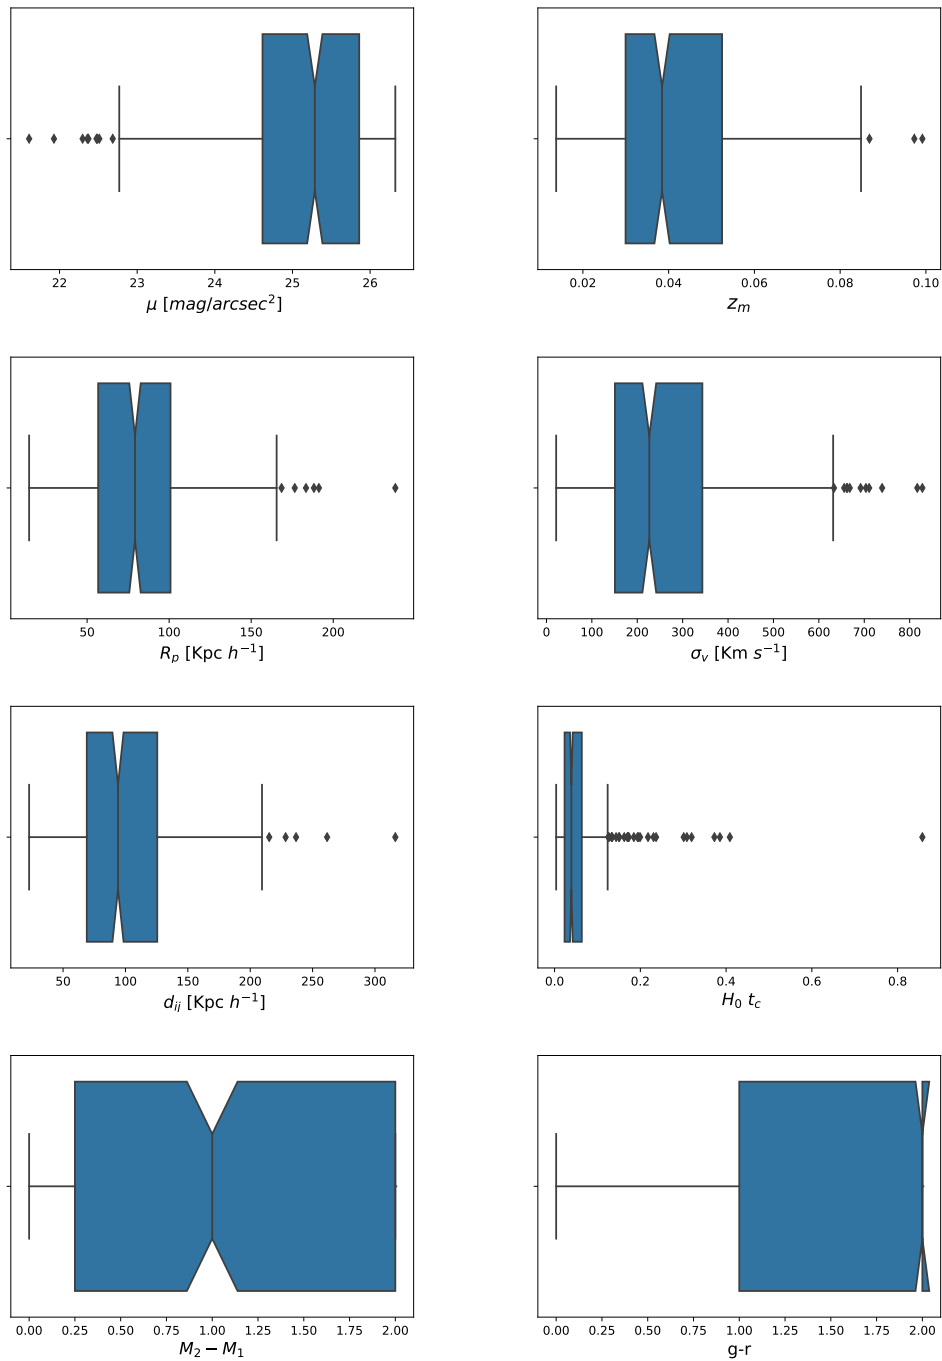 22 23 24 25 26
μ [mag/arcsec²]
0.02 0.04 0.06 0.08 0.10
z_m
50 100 150 200
R_p [Kpc h⁻¹]
0 100 200 300 400 500 600 700 800
σ_v [Km s⁻¹]
50 100 150 200 250 300
d_ij [Kpc h⁻¹]
0.0 0.2 0.4 0.6 0.8
H₀ t_c
0.00 0.25 0.50 0.75 1.00 1.25 1.50 1.75 2.00
M₂ − M₁
0.00 0.25 0.50 0.75 1.00 1.25 1.50 1.75 2.00
g-r